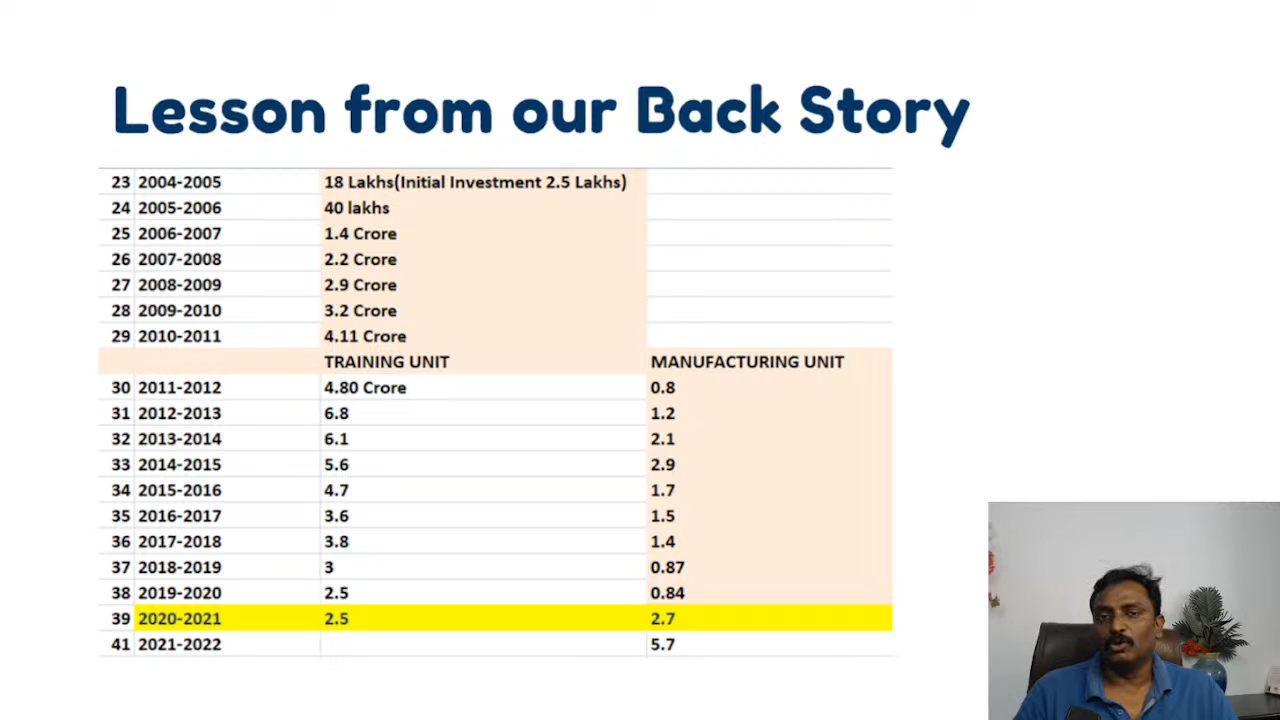 Lesson from our Back Story
23 2004-2005 18 Lakhs(Initial Investment 2.5 Lakhs)
24 2005-2006 40 lakhs
25 2006-2007 1.4 Crore
26 2007-2008 2.2 Crore
27 2008-2009 2.9 Crore
28 2009-2010 3.2 Crore
29 2010-2011 4.11 Crore
TRAINING UNIT MANUFACTURING UNIT
30 2011-2012 4.80 Crore 0.8
31 2012-2013 6.8 1.2
32 2013-2014 6.1 2.1
33 2014-2015 5.6 2.9
34 2015-2016 4.7 1.7
35 2016-2017 3.6 1.5
36 2017-2018 3.8 1.4
37 2018-2019 3 0.87
38 2019-2020 2.5 0.84
39 2020-2021 2.5 2.7
41 2021-2022 5.7